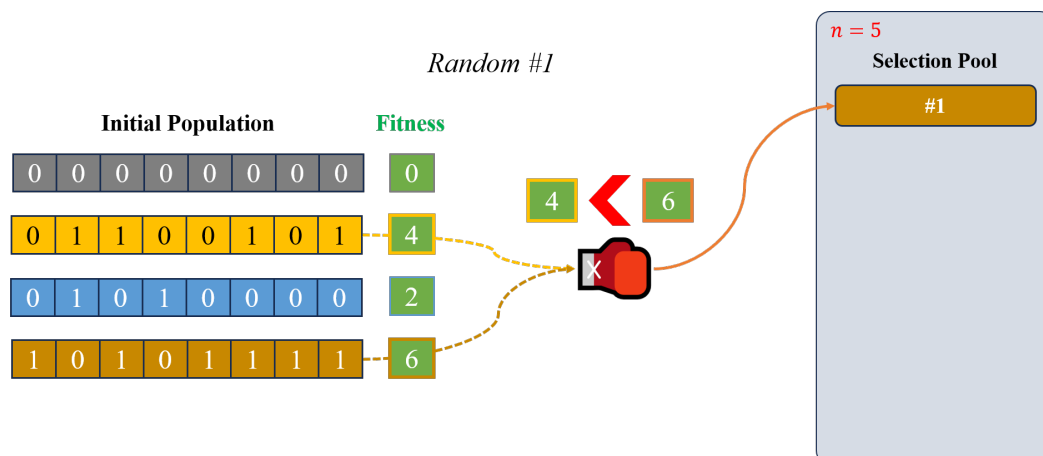 n = 5
Selection Pool
#1
Random #1
Initial Population Fitness
0 0 0 0 0 0 0 0 0
4 < 6
0 1 1 0 0 1 0 1 4
X
0 1 0 1 0 0 0 0 2
1 0 1 0 1 1 1 1 6